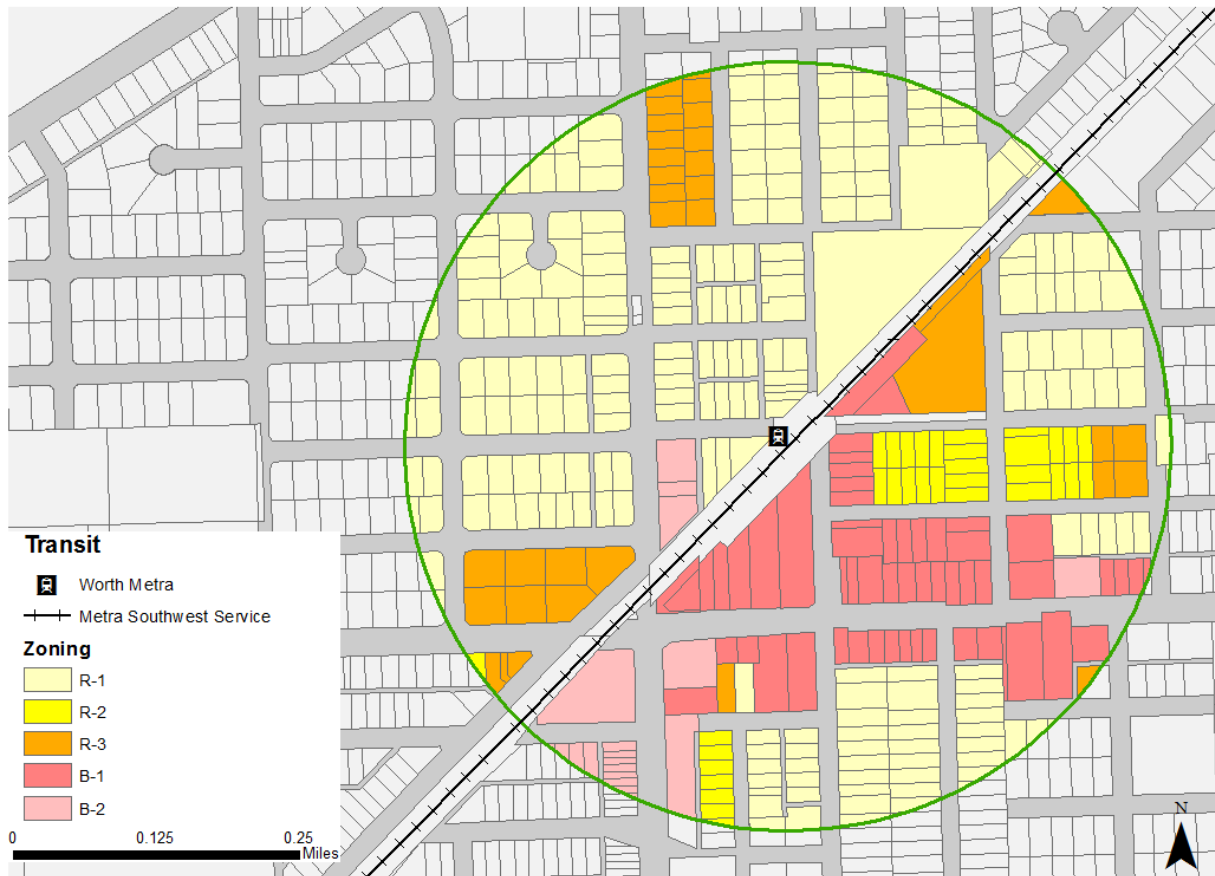 Transit
Worth Metra
Metra Southwest Service
Zoning
R-1
R-2
R-3
B-1
B-2
0 0.125 0.25
Miles
N